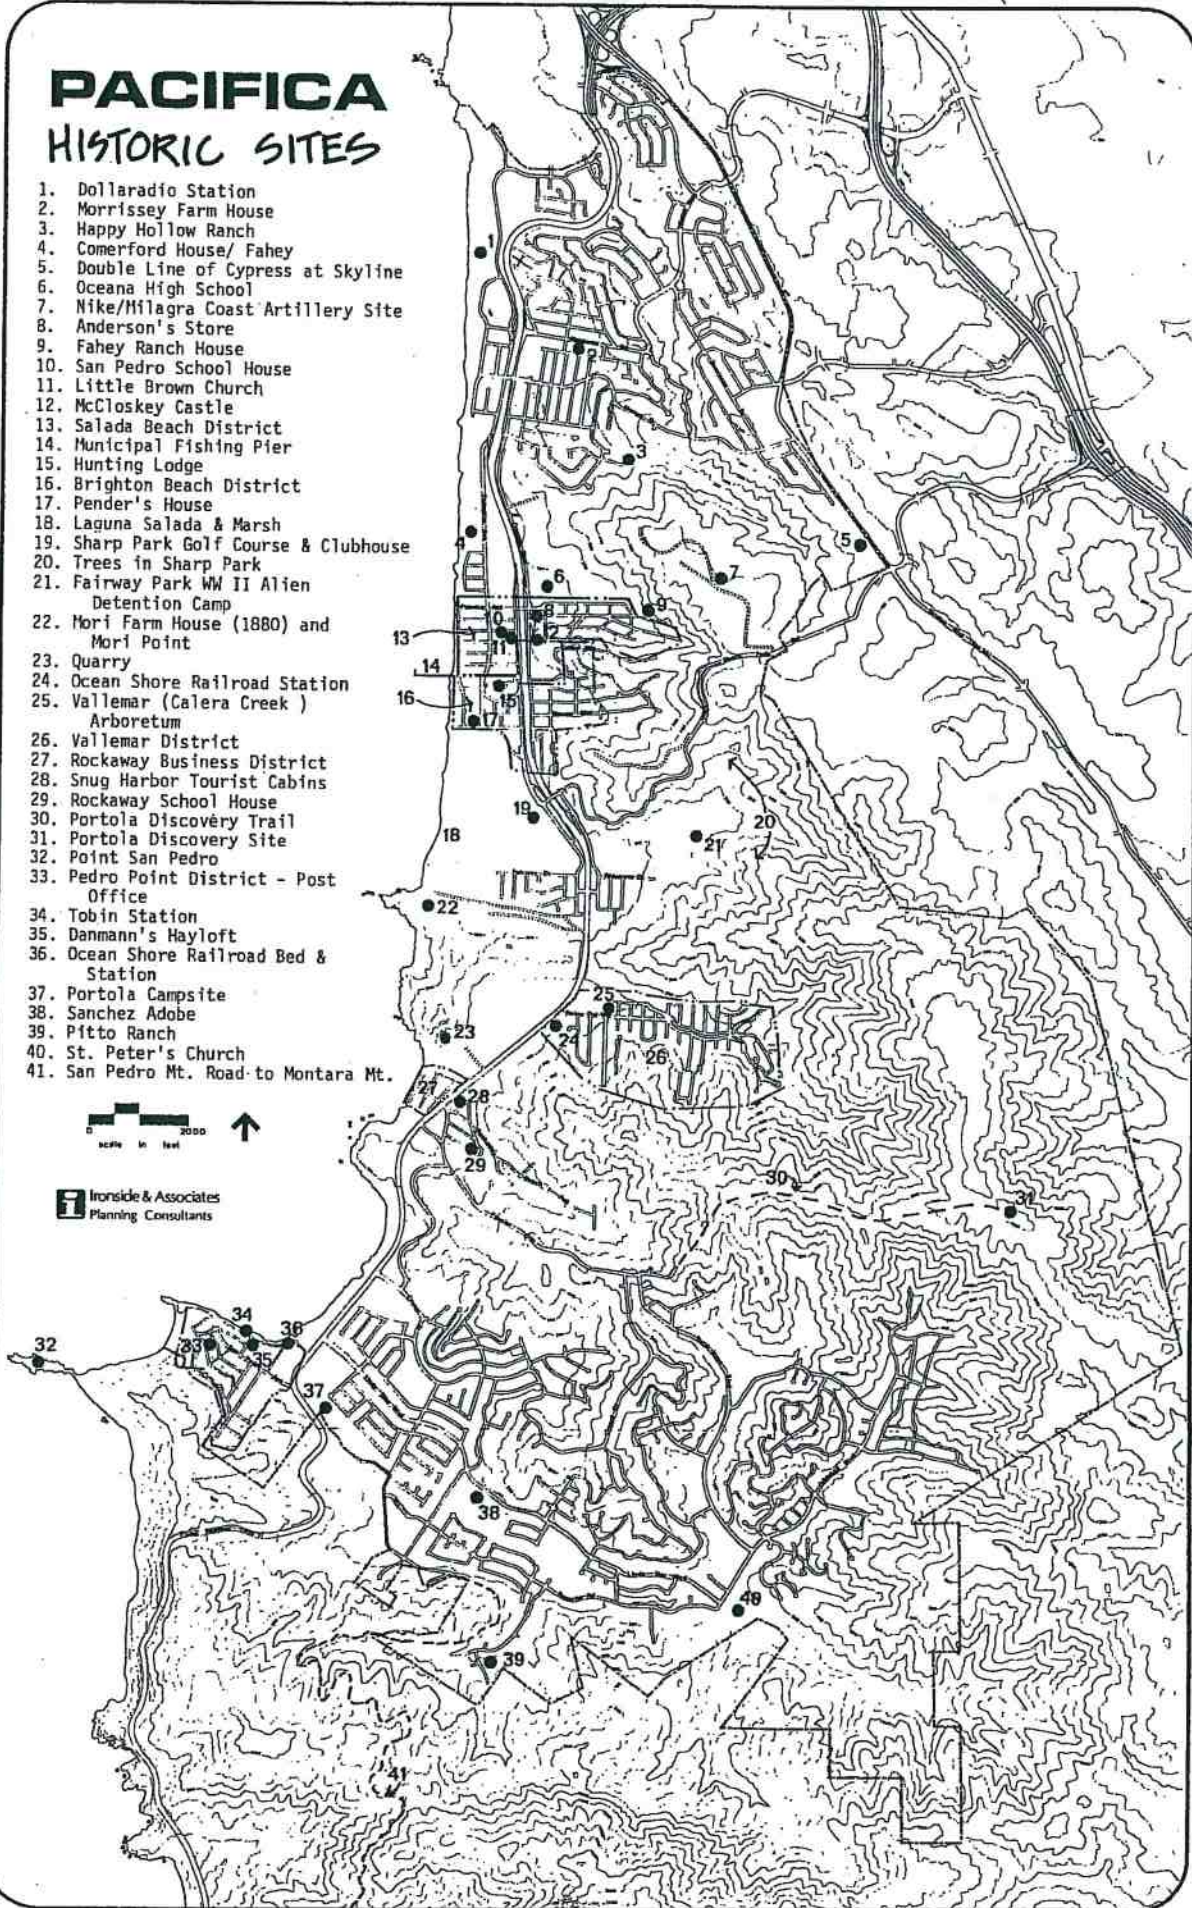 PACIFICA
HISTORIC SITES
1. Dollaradio Station
2. Morrissey Farm House
3. Happy Hollow Ranch
4. Comerford House/ Fahey
5. Double Line of Cypress at Skyline
6. Oceana High School
7. Nike/Milagra Coast Artillery Site
8. Anderson's Store
9. Fahey Ranch House
10. San Pedro School House
11. Little Brown Church
12. McCloskey Castle
13. Salada Beach District
14. Municipal Fishing Pier
15. Hunting Lodge
16. Brighton Beach District
17. Pender's House
18. Laguna Salada & Marsh
19. Sharp Park Golf Course & Clubhouse
20. Trees in Sharp Park
21. Fairway Park WW II Alien
Detention Camp
22. Mori Farm House (1880) and
Mori Point
23. Quarry
24. Ocean Shore Railroad Station
25. Vallemar (Calera Creek )
Arboretum
26. Vallemar District
27. Rockaway Business District
28. Snug Harbor Tourist Cabins
29. Rockaway School House
30. Portola Discovery Trail
31. Portola Discovery Site
32. Point San Pedro
33. Pedro Point District - Post
Office
34. Tobin Station
35. Danmann's Hayloft
36. Ocean Shore Railroad Bed &
Station
37. Portola Campsite
38. Sanchez Adobe
39. Pitto Ranch
40. St. Peter's Church
41. San Pedro Mt. Road to Montara Mt.
0 2000
scale in feet
i Ironside & Associates
Planning Consultants
1
2
3
4
5
6
7
8
9
0
11
12
13
14
15
16
17
18
19
20
21
22
23
24
25
26
27
28
29
30
31
32
33
34
35
36
37
38
39
40
41